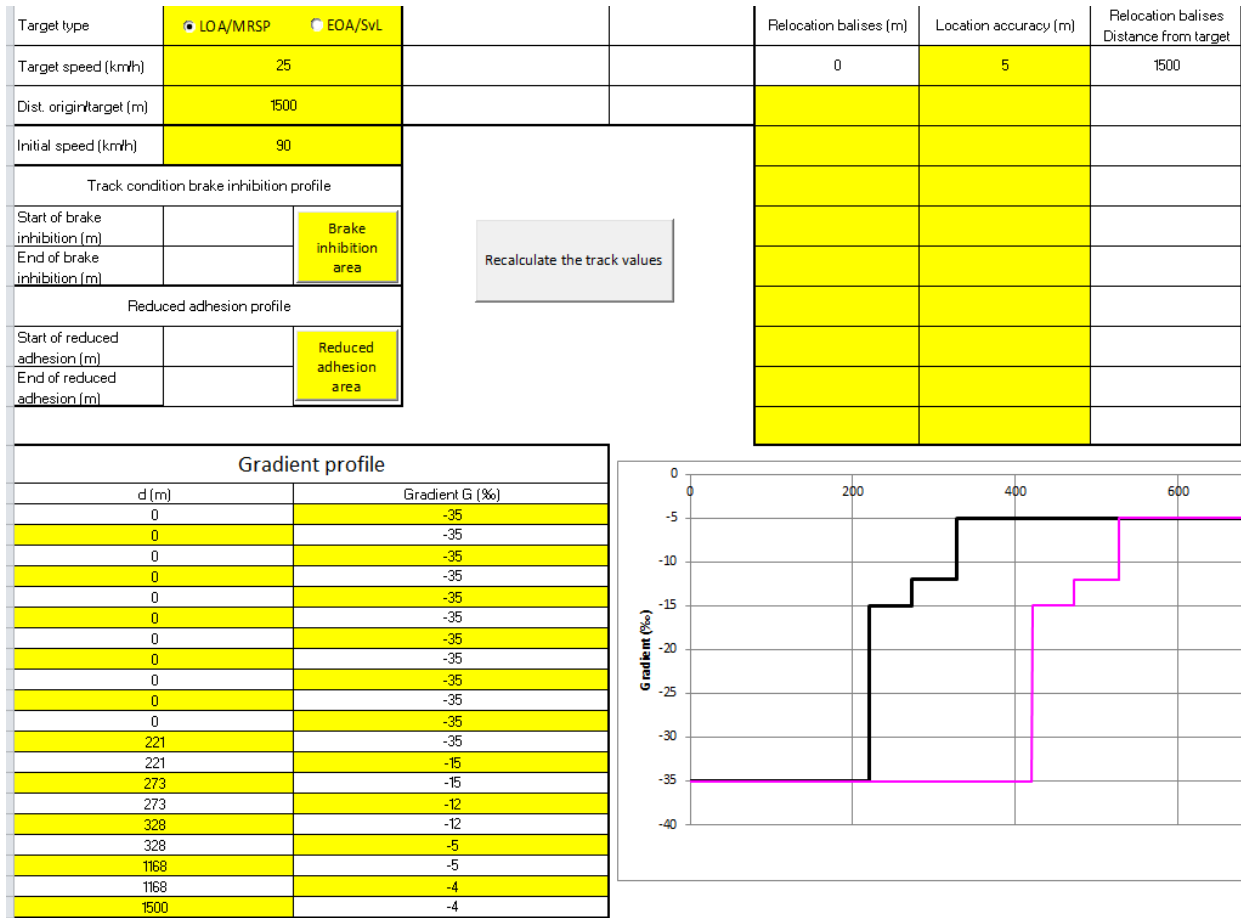 Target type LOA/MRSP EOA/SvL Relocation balises (m) Location accuracy (m) Relocation balises
Distance from target
Target speed (km/h) 25 0 5 1500
Dist. origin/target (m) 1500
Initial speed (km/h) 90
Track condition brake inhibition profile
Start of brake
inhibition (m)
End of brake
inhibition (m)
Brake
inhibition
area
Recalculate the track values
Reduced adhesion profile
Start of reduced
adhesion (m)
End of reduced
adhesion (m)
Reduced
adhesion
area
Gradient profile
d (m) Gradient G (‰)
0 -35
0 -35
0 -35
0 -35
0 -35
0 -35
0 -35
0 -35
0 -35
0 -35
0 -35
221 -35
221 -15
273 -15
273 -12
328 -12
328 -5
1168 -5
1168 -4
1500 -4
0 200 400 600
0
-5
-10
-15
-20
-25
-30
-35
-40
Gradient (‰)